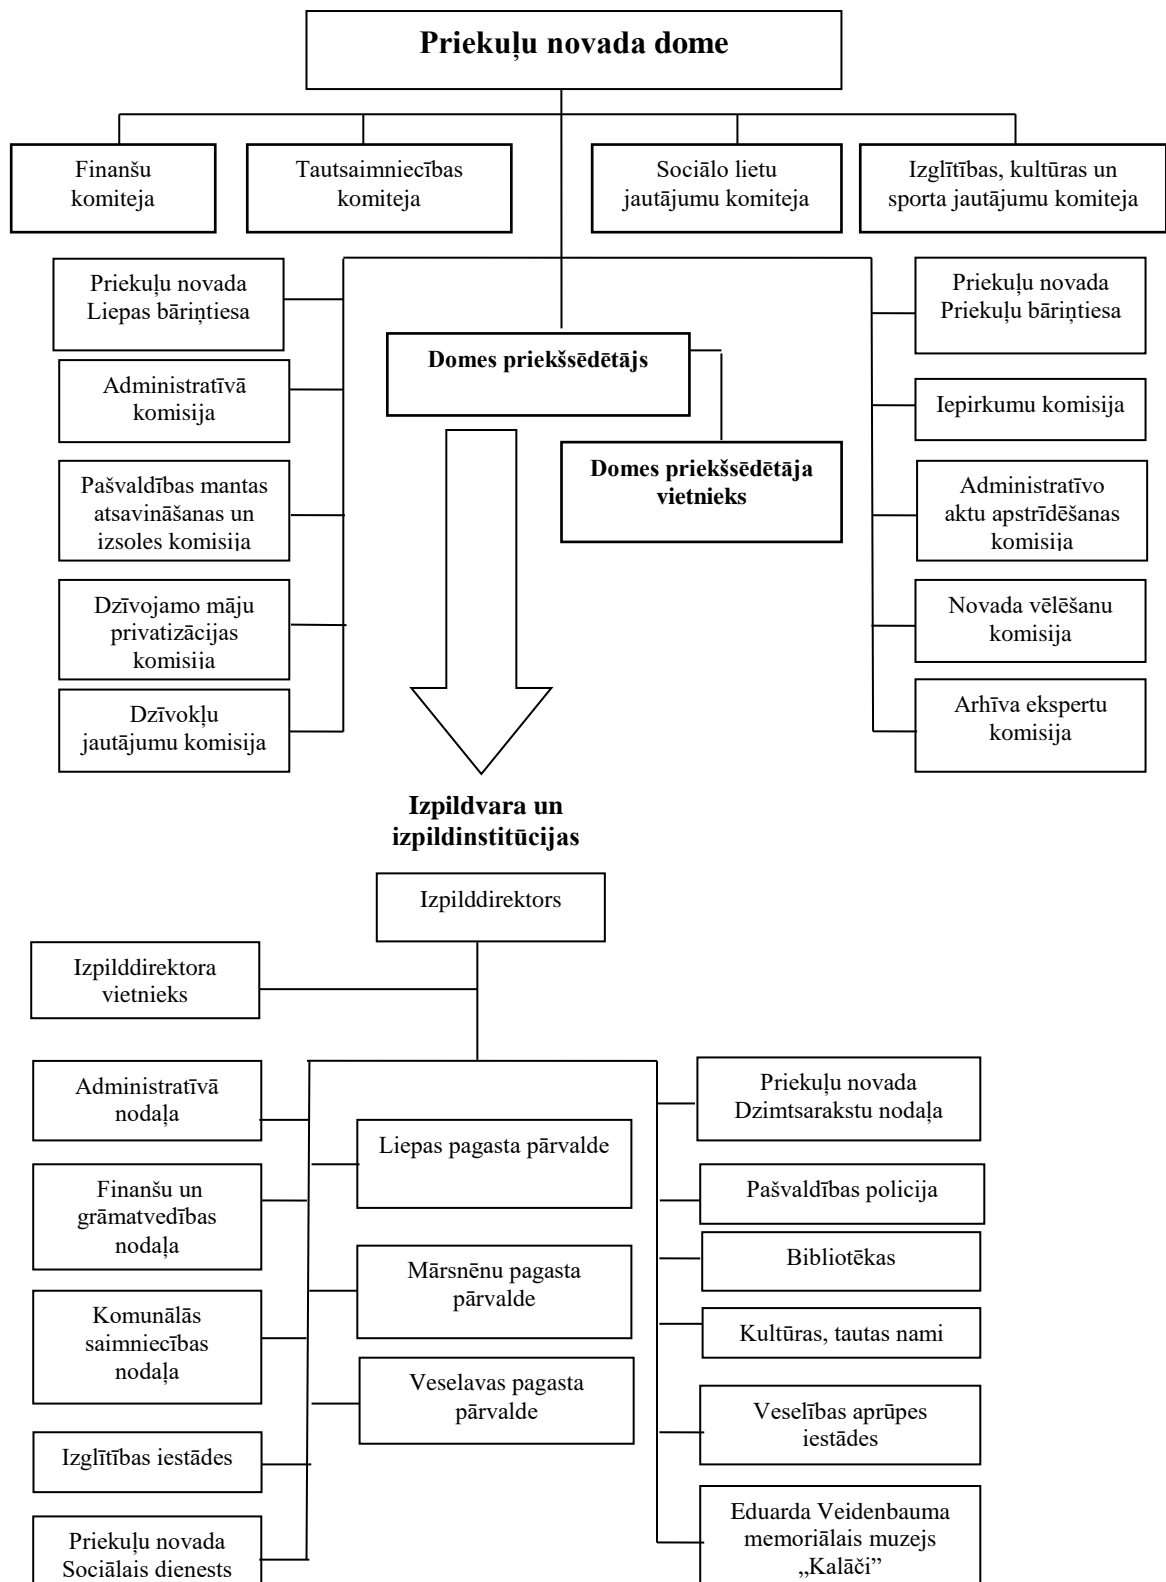 Priekuļu novada dome
Finanšu
komiteja
Tautsaimniecības
komiteja
Sociālo lietu
jautājumu komiteja
Izglītības, kultūras un
sporta jautājumu komiteja
Priekuļu novada
Liepas bāriņtiesa
Administratīvā
komisija
Pašvaldības mantas
atsavināšanas un
izsoles komisija
Dzīvojamo māju
privatizācijas
komisija
Dzīvokļu
jautājumu komisija
Domes priekšsēdētājs
Domes priekšsēdētāja
vietnieks
Priekuļu novada
Priekuļu bāriņtiesa
Iepirkumu komisija
Administratīvo
aktu apstrīdēšanas
komisija
Novada vēlēšanu
komisija
Arhīva ekspertu
komisija
Izpildvara un
izpildinstitūcijas
Izpilddirektors
Izpilddirektora
vietnieks
Administratīvā
nodaļa
Finanšu un
grāmatvedības
nodaļa
Komunālās
saimniecības
nodaļa
Izglītības iestādes
Priekuļu novada
Sociālais dienests
Liepas pagasta pārvalde
Mārsnēnu pagasta
pārvalde
Veselavas pagasta
pārvalde
Priekuļu novada
Dzimtsarakstu nodaļa
Pašvaldības policija
Bibliotēkas
Kultūras, tautas nami
Veselības aprūpes
iestādes
Eduarda Veidenbauma
memoriālais muzejs
„Kalāči”